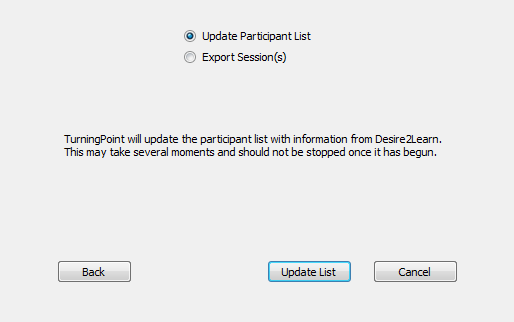 Update Participant List
Export Session(s)
TurningPoint will update the participant list with information from Desire2Learn.
This may take several moments and should not be stopped once it has begun.
Back
Update List
Cancel